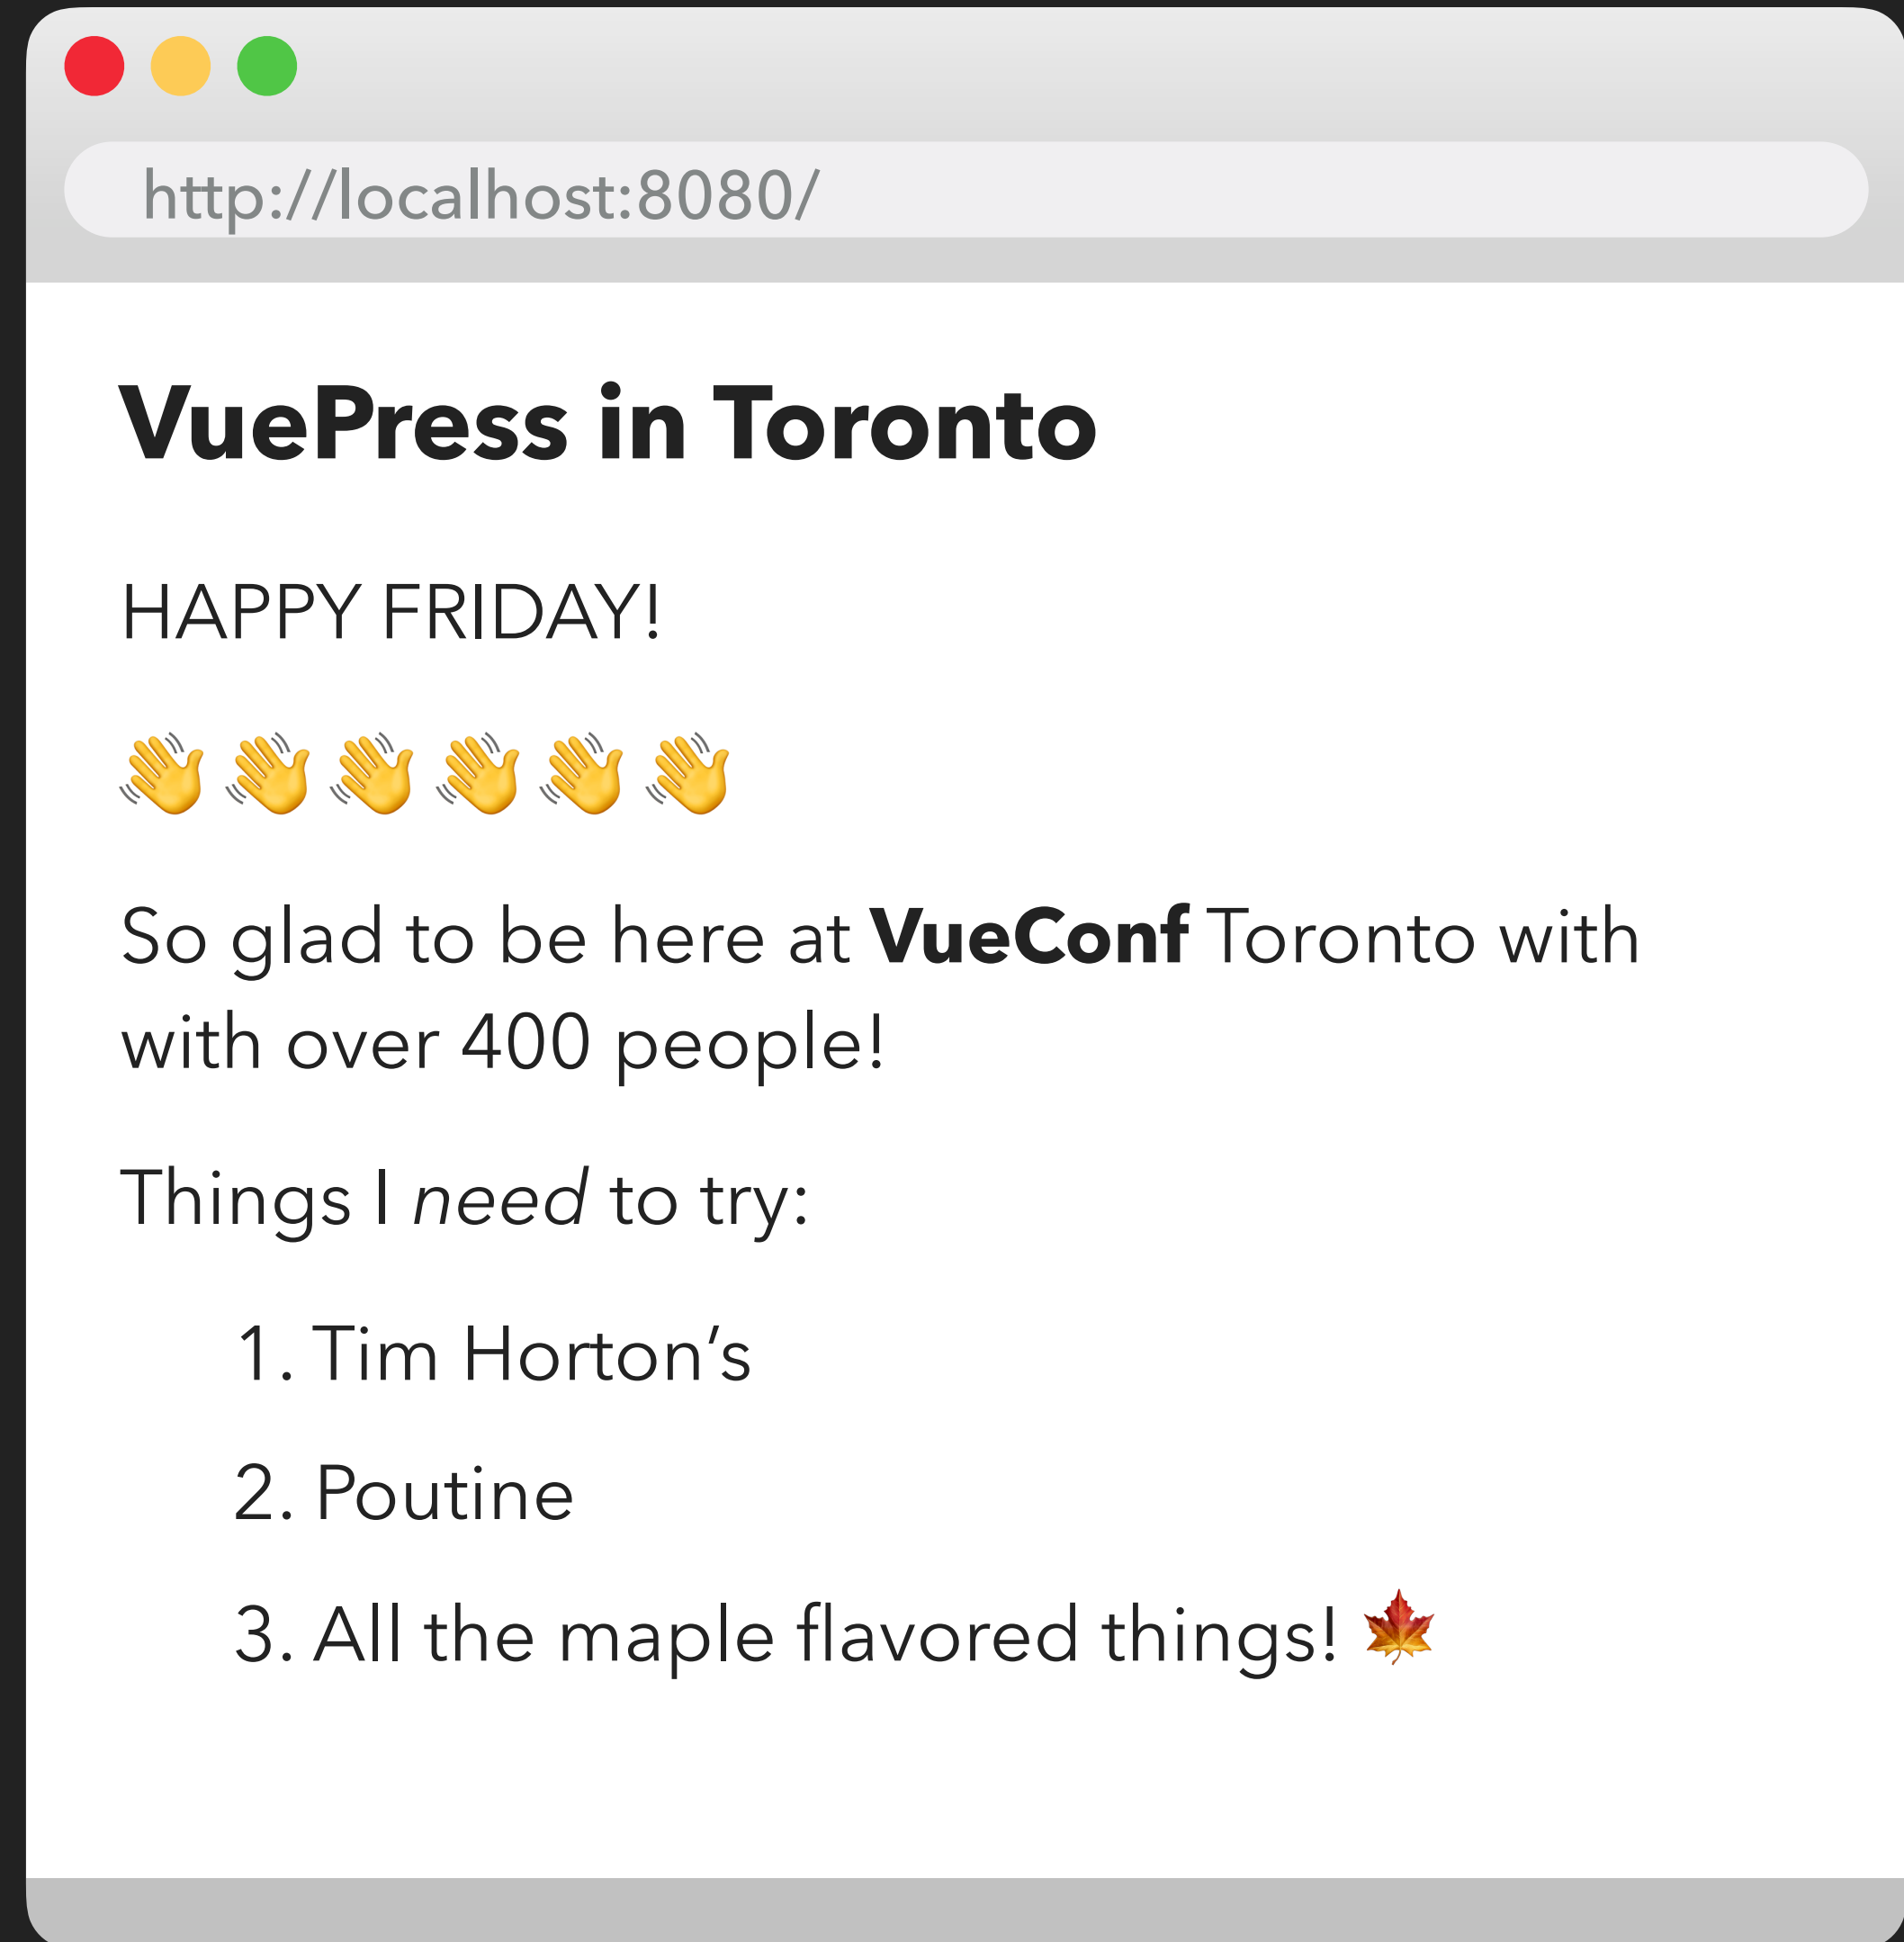 http://localhost:8080/
VuePress in Toronto
HAPPY FRIDAY!
👋 👋 👋 👋 👋 👋
So glad to be here at VueConf Toronto with
with over 400 people!
Things I need to try:
1. Tim Horton’s
2. Poutine
3. All the maple flavored things! 🍁